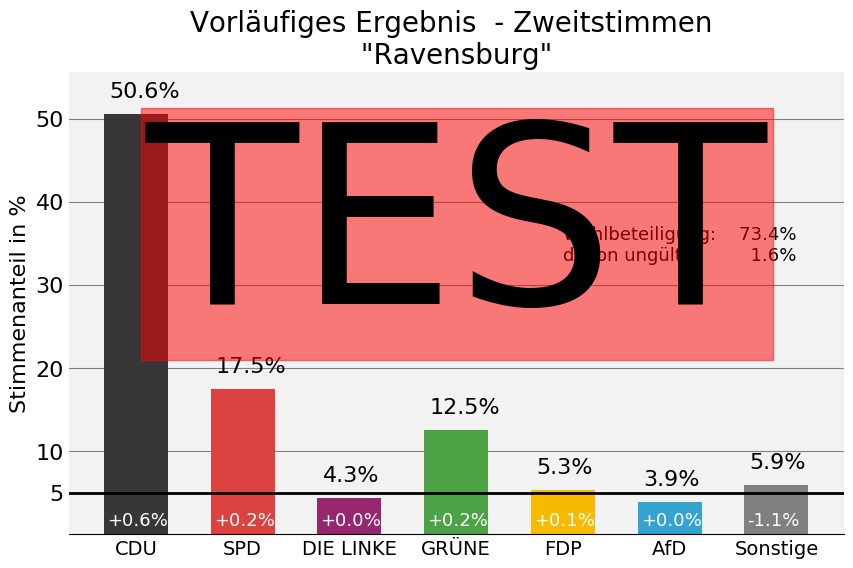 Vorläufiges Ergebnis - Zweitstimmen
"Ravensburg"
Stimmenanteil in %
50
40
30
20
10
5
50.6%
17.5%
4.3%
12.5%
5.3%
3.9%
5.9%
TEST
73.4%
1.6%
+0.6%
+0.2%
+0.0%
+0.2%
+0.1%
+0.0%
-1.1%
CDU
SPD
DIE LINKE
GRÜNE
FDP
AfD
Sonstige